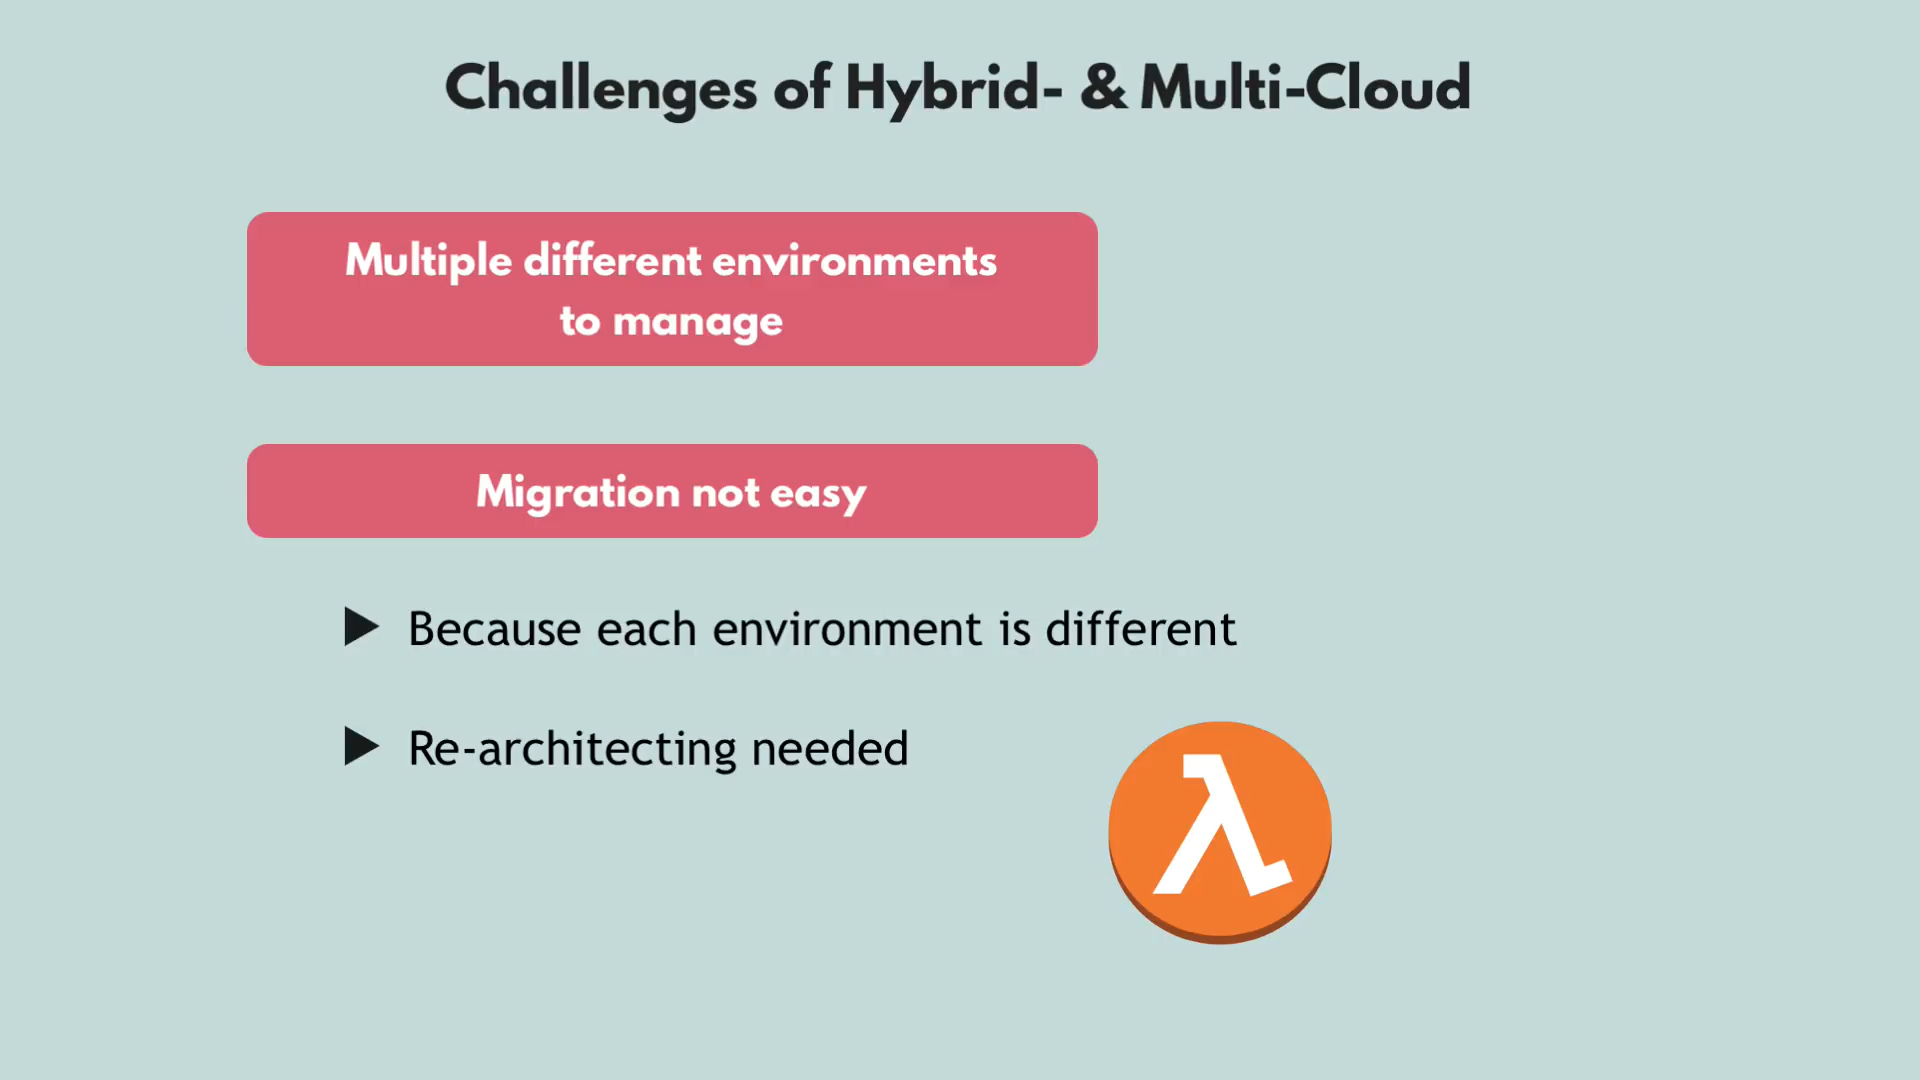 Challenges of Hybrid- & Multi-Cloud
Multiple different environments
to manage
Migration not easy
Because each environment is different
Re-architecting needed
λ